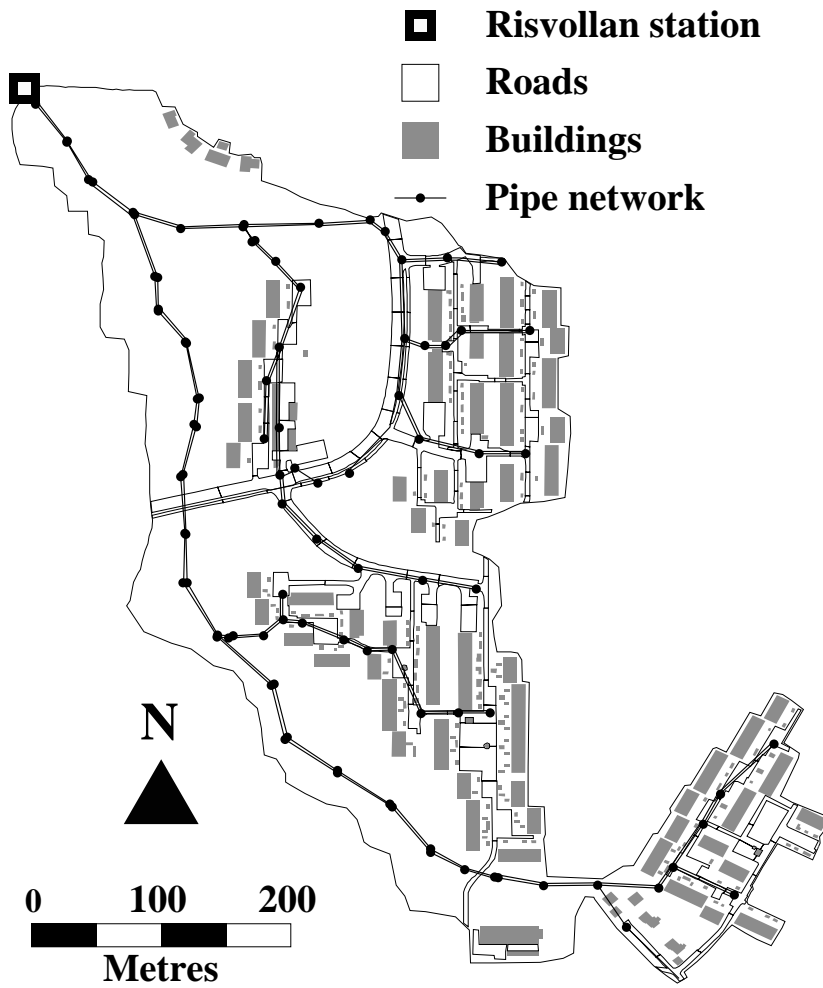 Risvollan station
Roads
Buildings
Pipe network
N
0 100 200
Metres